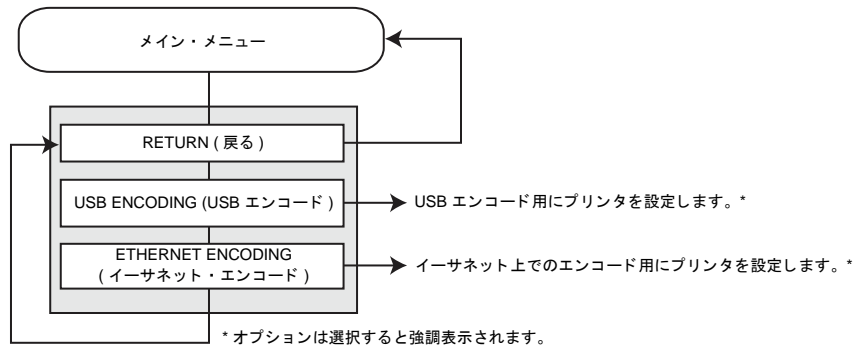 メイン・メニュー
RETURN ( 戻る )
USB ENCODING (USB エンコード )
USB エンコード用にプリンタを設定します。*
ETHERNET ENCODING
( イーサネット・エンコード )
イーサネット上でのエンコード用にプリンタを設定します。*
* オプションは選択すると強調表示されます。